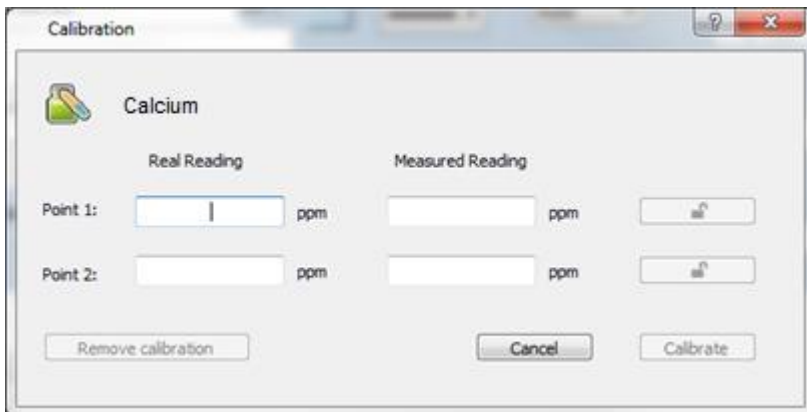 Calibration
Calcium
Real Reading Measured Reading
Point 1: ppm ppm
Point 2: ppm ppm
Remove calibration Cancel Calibrate